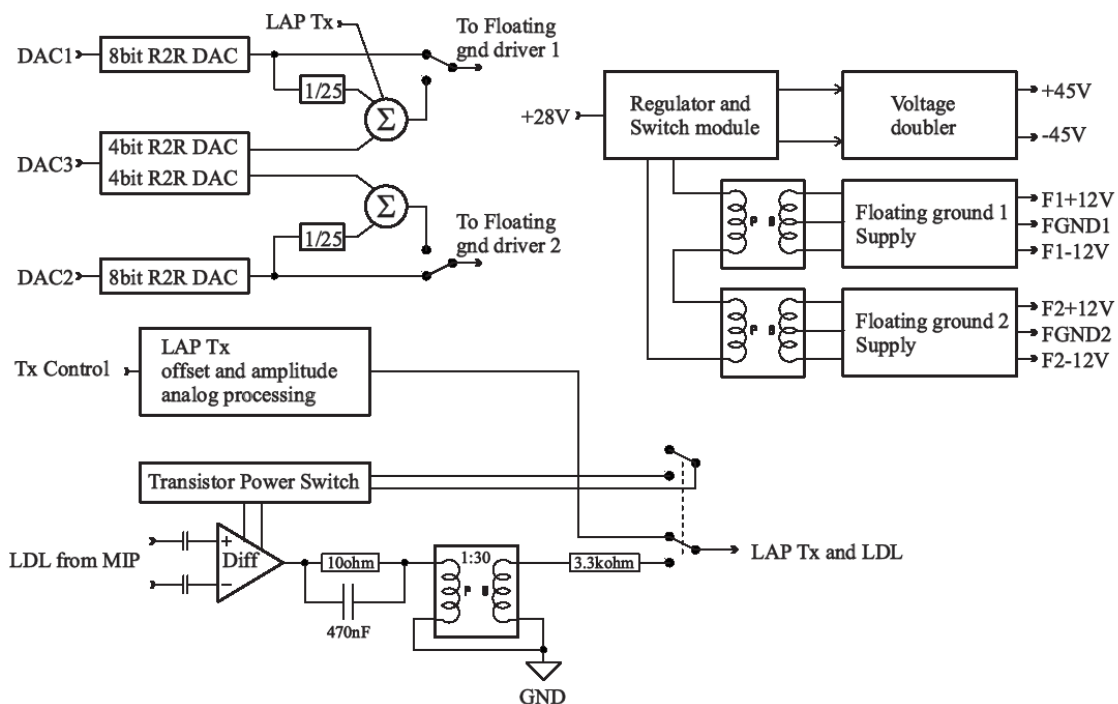 LAP Tx
To Floating
gnd driver 1
DAC1
8bit R2R DAC
1/25
Σ
4bit R2R DAC
DAC3
4bit R2R DAC
Σ
1/25
To Floating
gnd driver 2
DAC2
8bit R2R DAC
+28V
Regulator and
Switch module
Voltage
doubler
+45V
-45V
P S
Floating ground 1
Supply
F1+12V
FGND1
F1-12V
P S
Floating ground 2
Supply
F2+12V
FGND2
F2-12V
Tx Control
LAP Tx
offset and amplitude
analog processing
Transistor Power Switch
LDL from MIP
+
Diff
−
10ohm
470nF
1:30
P S
GND
3.3kohm
LAP Tx and LDL